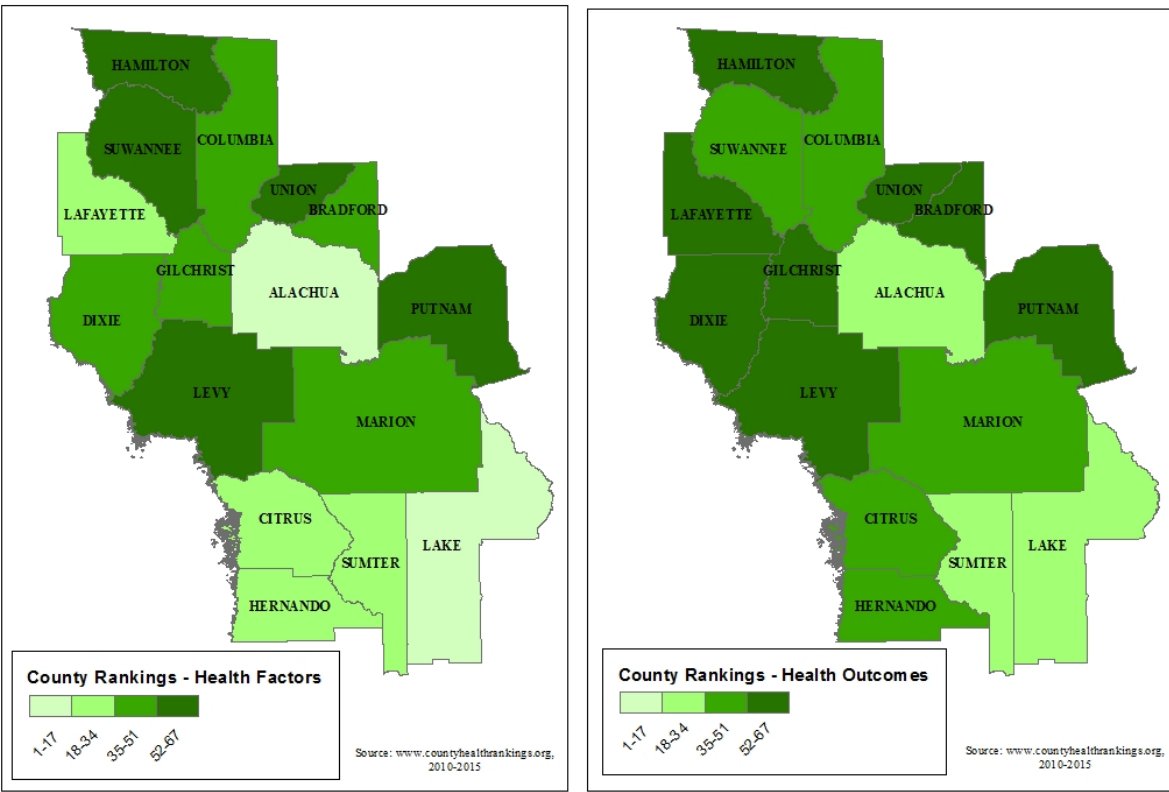 HAMILTON
COLUMBIA
SUWANNEE
UNION
BRADFORD
LAFAYETTE
GILCHRIST
ALACHUA
PUTNAM
DIXIE
LEVY
MARION
CITRUS
LAKE
SUMTER
HERNANDO
County Rankings - Health Factors
1-17
18-34
35-51
52-67
Source: www.countyhealthrankings.org,
2010-2015
HAMILTON
COLUMBIA
SUWANNEE
UNION
BRADFORD
LAFAYETTE
GILCHRIST
ALACHUA
PUTNAM
DIXIE
LEVY
MARION
CITRUS
LAKE
SUMTER
HERNANDO
County Rankings - Health Outcomes
1-17
18-34
35-51
52-67
Source: www.countyhealthrankings.org,
2010-2015